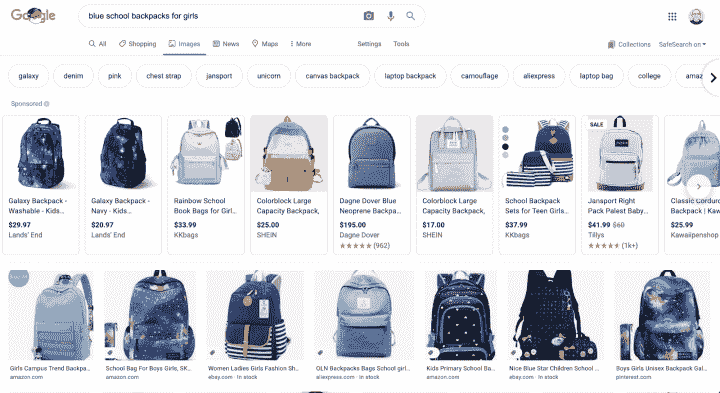 Google
blue school backpacks for girls
All Shopping Images News Maps More Settings Tools Collections SafeSearch on
galaxy denim pink chest strap jansport unicorn canvas backpack laptop backpack camouflage aliexpress laptop bag college amaz
Sponsored
SALE
Galaxy Backpack - Washable - Kids...
$29.97
Lands' End
Galaxy Backpack - Navy - Kids...
$20.97
Lands' End
Rainbow School Book Bags for Girl...
$33.99
KKbags
Colorblock Large Capacity Backpack,
$25.00
SHEIN
Dagne Dover Blue Neoprene Backpa...
$195.00
Dagne Dover
(962)
Colorblock Large Capacity Backpack,
$17.00
SHEIN
School Backpack Sets for Teen Girls...
$37.99
KKBags
Jansport Right Pack Palest Baby...
$41.99 $60
Tillys
(1k+)
Classic Corduro Backpack | Kaw
$25.99
Kawaiipenshop
Girls Campus Trend Backpa...
amazon.com
School Bag For Boys Girls, SK...
amazon.com
Women Ladies Girls Fashion Sh...
ebay.com · In stock
OLN Backpacks Bags School girl...
aliexpress.com · In stock
Kids Primary School Ba...
amazon.com
Nice Blue Star Children School ...
ebay.com · In stock
Boys Girls Unisex Backpack Gal...
pinterest.com